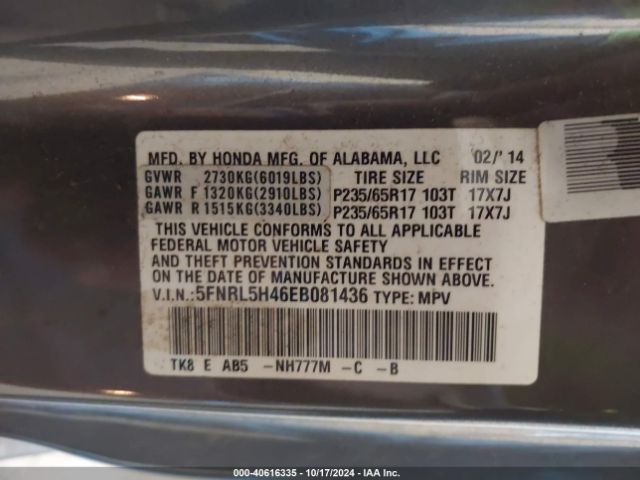 MFD. BY HONDA MFG. OF ALABAMA, LLC 02/'14
GVWR 2730KG(6019LBS) TIRE SIZE RIM SIZE
GAWR F 1320KG(2910LBS) P235/65R17 103T 17X7J
GAWR R 1515KG(3340LBS) P235/65R17 103T 17X7J
THIS VEHICLE CONFORMS TO ALL APPLICABLE
FEDERAL MOTOR VEHICLE SAFETY
AND THEFT PREVENTION STANDARDS IN EFFECT
ON THE DATE OF MANUFACTURE SHOWN ABOVE.
V.I.N.:5FNRL5H46EB081436 TYPE: MPV
TK8 E AB5 -NH777M -C -B
© - 40616335 - 10/17/2024 - IAA Inc.